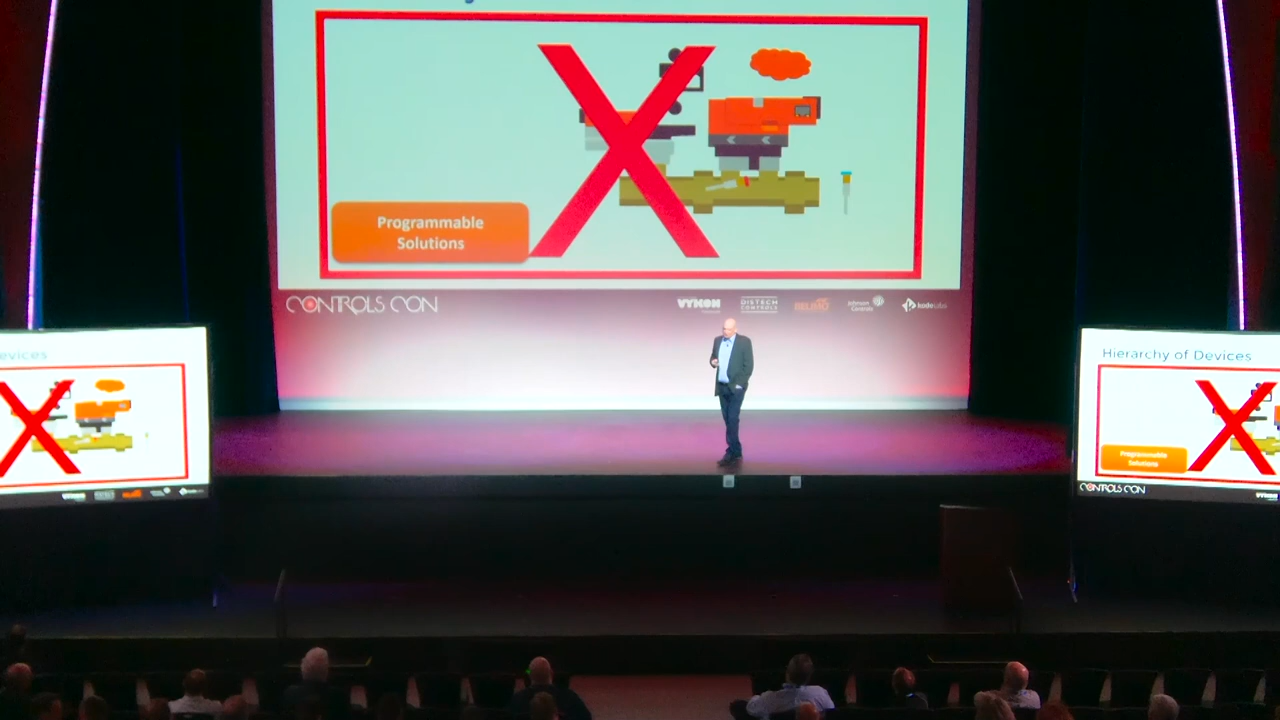 Programmable
Solutions
CONTROLS CON
VYKON
DISTECH
CONTROLS
BELIMO
Johnson
Controls
kodeLabs
evices
Hierarchy of Devices
Programmable
Solutions
CONTROLS CON